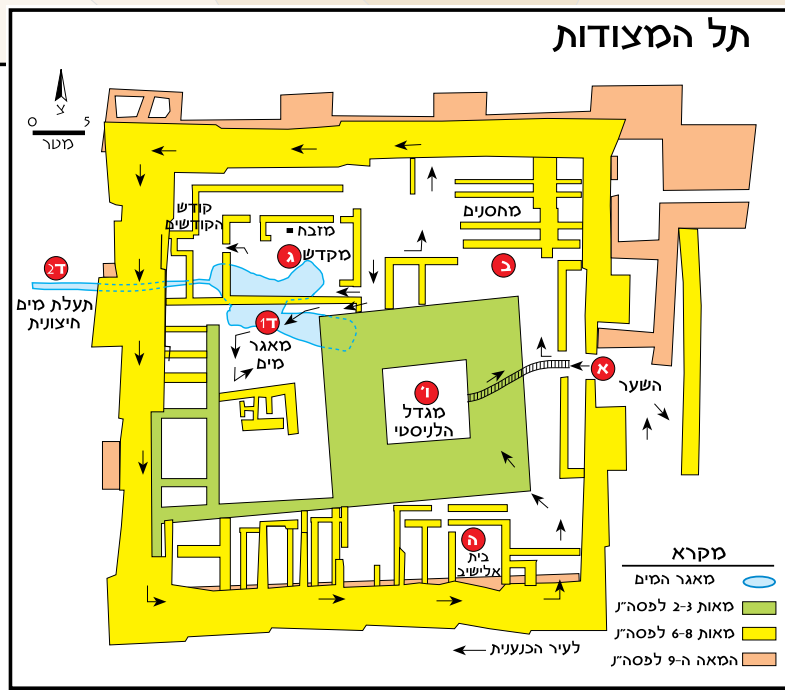 תל המצודות
צ
0 5
מטר
קודש
הקודשים
מזבח
מקדש
ג
מחסנים
ב
ד2
תעלת מים
חיצונית
ד1
מאגר
מים
א
השער
ו'
מגדל
הלניסטי
ה
בית
אלישיב
לעיר הכנענית
מקרא
מאגר המים
מאות 2-3 לפסה"נ
מאות 6-8 לפסה"נ
המאה ה-9 לפסה"נ